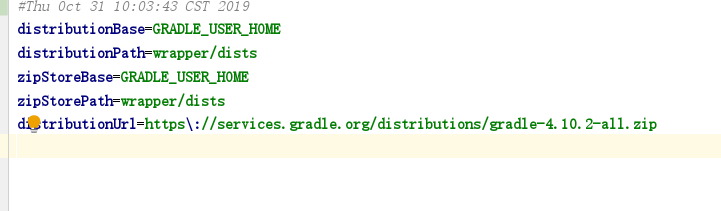 #Thu Oct 31 10:03:43 CST 2019
distributionBase=GRADLE_USER_HOME
distributionPath=wrapper/dists
zipStoreBase=GRADLE_USER_HOME
zipStorePath=wrapper/dists
distributionUrl=https\://services.gradle.org/distributions/gradle-4.10.2-all.zip